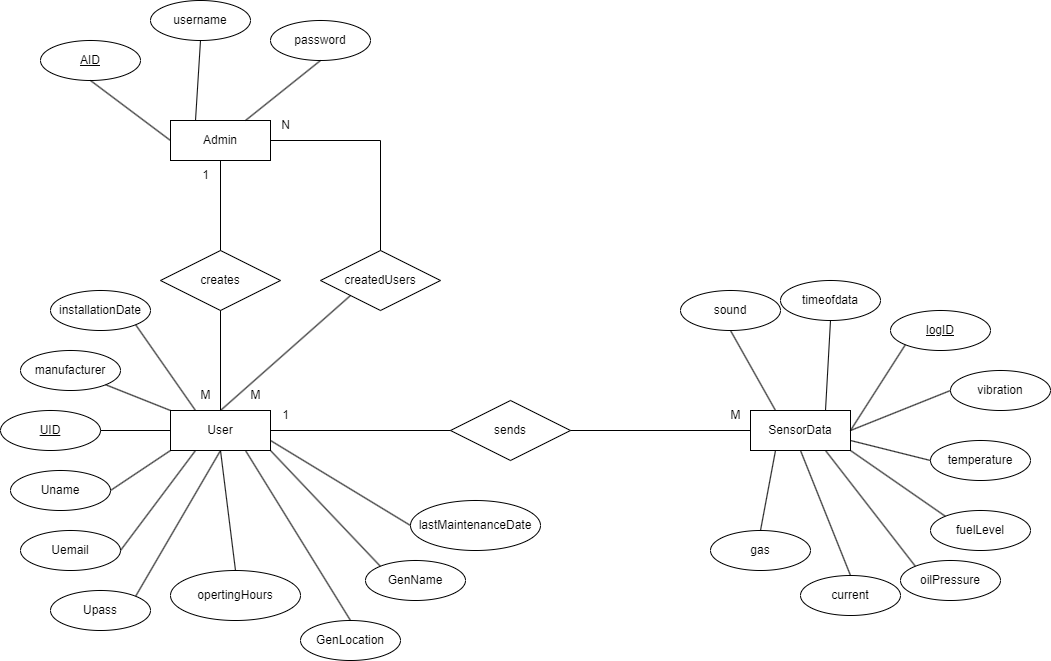 username
password
AID
Admin
N
1
creates
createdUsers
installationDate
manufacturer
UID
M
M
User
1
Uname
Uemail
Upass
opertingHours
GenLocation
GenName
lastMaintenanceDate
sends
M
SensorData
sound
timeofdata
logID
vibration
temperature
fuelLevel
oilPressure
current
gas